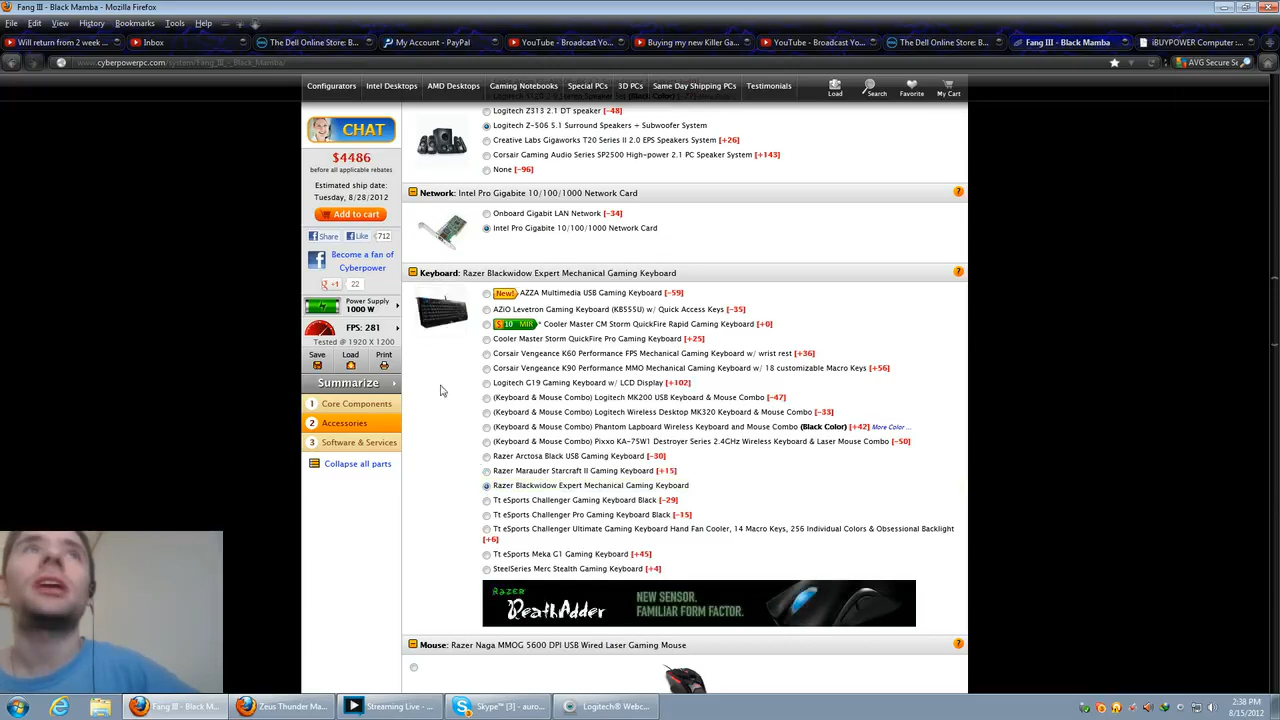 Fang III - Black Mamba - Mozilla Firefox
File Edit View History Bookmarks Tools Help
Will return from 2 week ...
Inbox
The Dell Online Store: B...
My Account - PayPal
YouTube - Broadcast Yo...
Buying my new Killer Ga...
YouTube - Broadcast Yo...
The Dell Online Store: B...
Fang III - Black Mamba
iBUYPOWER Computer : ...
www.cyberpowerpc.com/system/Fang_III_-_Black_Mamba/
AVG Secure Se
Configurators Intel Desktops AMD Desktops Gaming Notebooks Special PCs 3D PCs Same Day Shipping PCs Testimonials
Load Search Favorite My Cart
CHAT
$4486
before all applicable rebates
Estimated ship date:
Tuesday, 8/28/2012
Add to cart
Share Like 712
Become a fan of
Cyberpower
+1 22
Power Supply
1000 W
FPS: 281
Tested @ 1920 X 1200
Save Load Print
Summarize
1 Core Components
2 Accessories
3 Software & Services
Collapse all parts
Logitech Z313 2.1 DT speaker [-48]
Logitech Z-506 5.1 Surround Speakers + Subwoofer System
Creative Labs Gigaworks T20 Series II 2.0 EPS Speakers System [+26]
Corsair Gaming Audio Series SP2500 High-power 2.1 PC Speaker System [+143]
None [-96]
Network: Intel Pro Gigabite 10/100/1000 Network Card
?
Onboard Gigabit LAN Network [-34]
Intel Pro Gigabite 10/100/1000 Network Card
Keyboard: Razer Blackwidow Expert Mechanical Gaming Keyboard
?
New! AZZA Multimedia USB Gaming Keyboard [-59]
AZiO Levetron Gaming Keyboard (KB555U) w/ Quick Access Keys [-35]
$ 10 MIR * Cooler Master CM Storm QuickFire Rapid Gaming Keyboard [+0]
Cooler Master Storm QuickFire Pro Gaming Keyboard [+25]
Corsair Vengeance K60 Performance FPS Mechanical Gaming Keyboard w/ wrist rest [+36]
Corsair Vengeance K90 Performance MMO Mechanical Gaming Keyboard w/ 18 customizable Macro Keys [+56]
Logitech G19 Gaming Keyboard w/ LCD Display [+102]
(Keyboard & Mouse Combo) Logitech MK200 USB Keyboard & Mouse Combo [-47]
(Keyboard & Mouse Combo) Logitech Wireless Desktop MK320 Keyboard & Mouse Combo [-33]
(Keyboard & Mouse Combo) Phantom Lapboard Wireless Keyboard and Mouse Combo (Black Color) [+42] More Color ...
(Keyboard & Mouse Combo) Pixxo KA-75W1 Destroyer Series 2.4GHz Wireless Keyboard & Laser Mouse Combo [-50]
Razer Arctosa Black USB Gaming Keyboard [-30]
Razer Marauder Starcraft II Gaming Keyboard [+15]
Razer Blackwidow Expert Mechanical Gaming Keyboard
Tt eSports Challenger Gaming Keyboard Black [-29]
Tt eSports Challenger Pro Gaming Keyboard Black [-15]
Tt eSports Challenger Ultimate Gaming Keyboard Hand Fan Cooler, 14 Macro Keys, 256 Individual Colors & Obsessional Backlight
[+6]
Tt eSports Meka G1 Gaming Keyboard [+45]
SteelSeries Merc Stealth Gaming Keyboard [+4]
RAZER
DeathAdder
NEW SENSOR.
FAMILIAR FORM FACTOR.
Mouse: Razer Naga MMOG 5600 DPI USB Wired Laser Gaming Mouse
?
Fang III - Black M...
Zeus Thunder Ma...
Streaming Live - ...
Skype™ [3] - auro...
Logitech® Webc...
2:38 PM
8/15/2012